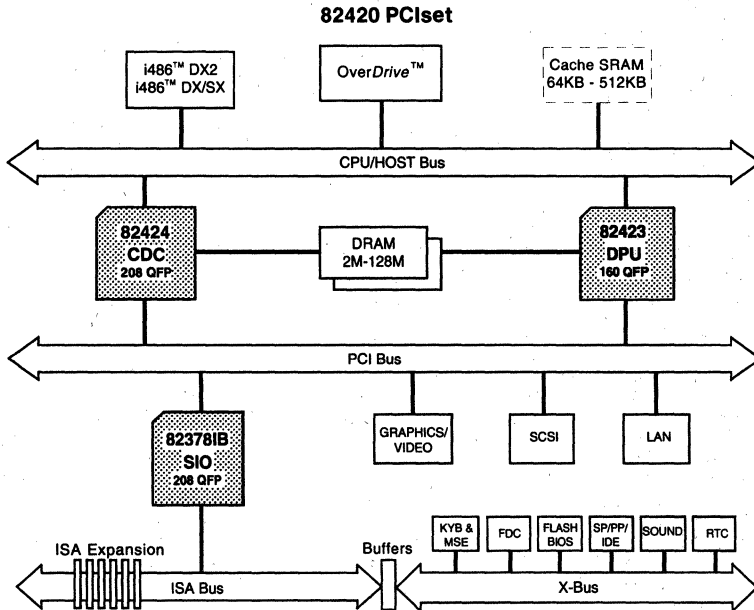 82420 PCIset
i486™ DX2
i486™ DX/SX
OverDrive™
Cache SRAM
64KB - 512KB
CPU/HOST Bus
82424
CDC
208 QFP
DRAM
2M-128M
82423
DPU
160 QFP
PCI Bus
82378IB
SIO
208 QFP
GRAPHICS/
VIDEO
SCSI
LAN
ISA Expansion
Buffers
KYB &
MSE
FDC
FLASH
BIOS
SP/PP/
IDE
SOUND
RTC
ISA Bus
X-Bus